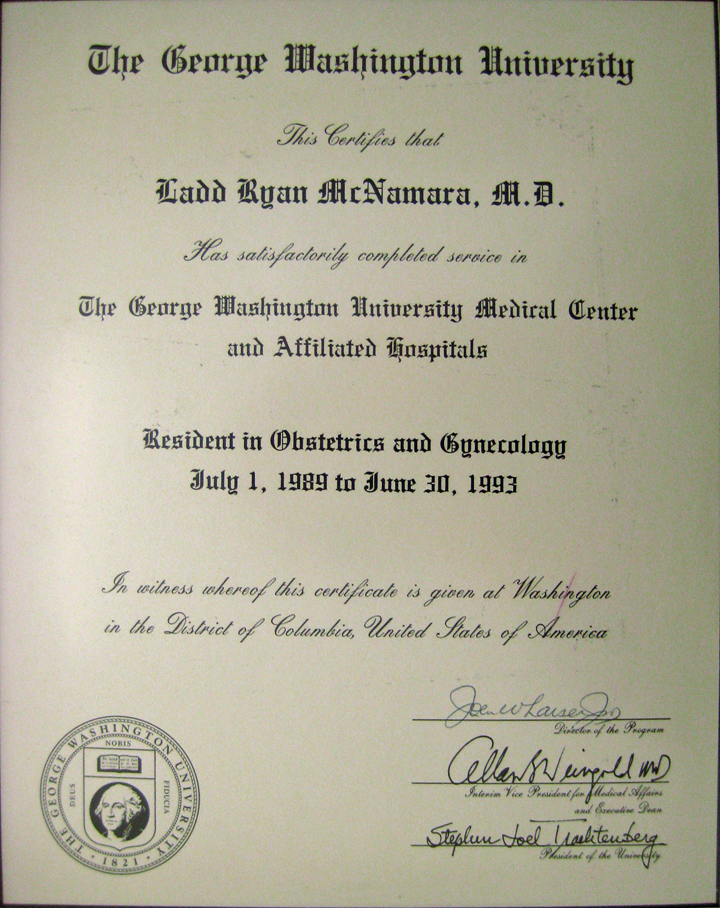 The George Washington University
This Certifies that
Ladd Ryan McNamara, M.D.
Has satisfactorily completed service in
The George Washington University Medical Center
and Affiliated Hospitals
Resident in Obstetrics and Gynecology
July 1, 1989 to June 30, 1993
In witness whereof this certificate is given at Washington
in the District of Columbia, United States of America
Director of the Program
Allan B Weingold MD
Interim Vice President for Medical Affairs
and Executive Dean
Stephen Joel Trachtenberg
President of the University
THE GEORGE WASHINGTON UNIVERSITY
NOBIS
DEUS
FIDUCIA
· 1821 ·